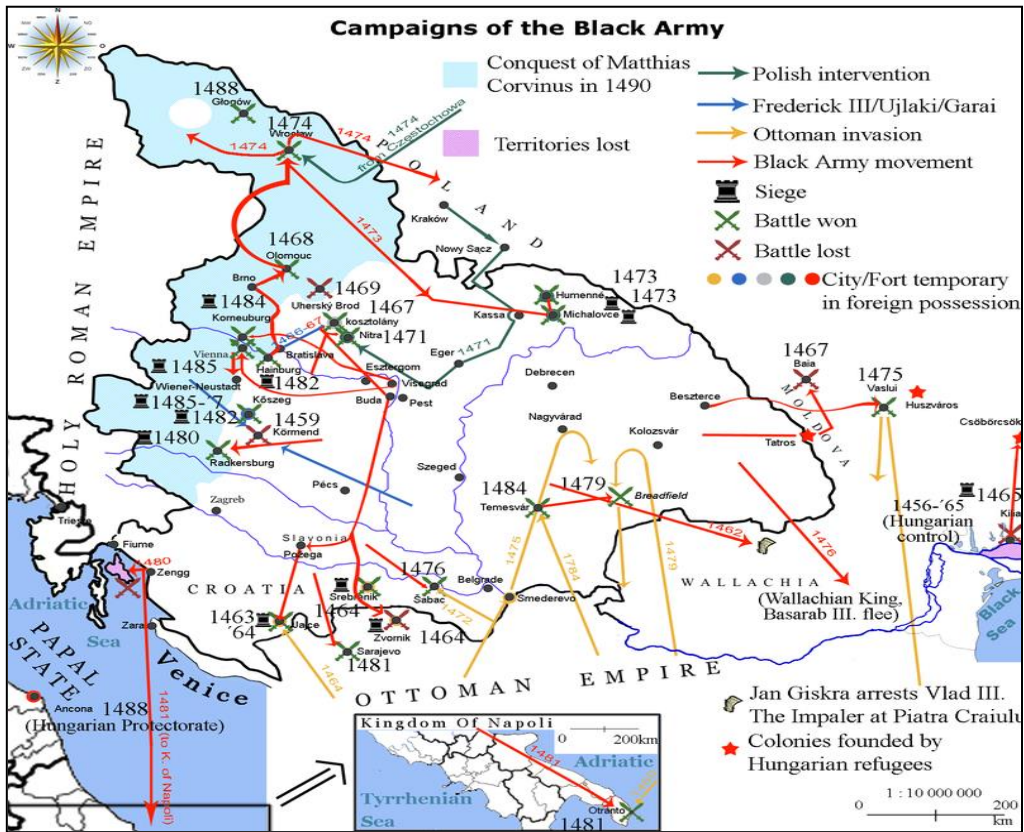 Campaigns of the Black Army
Conquest of Matthias
Corvinus in 1490
Territories lost
Polish intervention
Frederick III/Ujlaki/Garai
Ottoman invasion
Black Army movement
Siege
Battle won
Battle lost
City/Fort temporary
in foreign possession
HOLY ROMAN EMPIRE
POLAND
1488
Głogów
1474
Wrocław
1474
1474
1474
from Częstochowa
1473
Kraków
Nowy Sącz
1468
Olomouc
Brno
1469
Uherský Brod
1467
kosztolány
Nitra
1471
1486-67
1484
Korneuburg
Vienna
Bratislava
Hainburg
1485
Wiener-Neustadt
1482
1485-'7
Kőszeg
1482
1459
Körmend
1480
Radkersburg
Esztergom
Visegrád
Buda
Pest
Eger
1471
Kassa
1473
Humenné
1473
Michalovce
Debrecen
Nagyvárad
Kolozsvár
Beszterce
1467
Baia
MOLDOVA
1475
Vaslui
Huszváros
Csöbörcsök
Tatros
1465
Kilia
1456-'65
(Hungarian
control)
Szeged
Pécs
Zagreb
Trieste
Fiume
Zengg
1480
Zara
Slavonia
Požega
CROATIA
1484
Temesvár
1479
Breadfield
1462
1475
1784
1479
1476
WALLACHIA
(Wallachian King,
Basarab III. flee)
Black
Sea
1476
Šabac
Belgrade
Smederevo
1472
Srebrenik
1464
Zvornik
1464
1463
'64
Jajce
1464
Sarajevo
1481
OTTOMAN EMPIRE
Adriatic
Sea
PAPAL
STATE
Venice
Ancona
1488
(Hungarian Protectorate)
1481 (to K. of Napoli)
Kingdom Of Napoli
0 200km
1481
Adriatic
Tyrrhenian
Sea
Otranto
1481
Jan Giskra arrests Vlad III.
The Impaler at Piatra Craiulu
Colonies founded by
Hungarian refugees
1 : 10 000 000
0 200
km